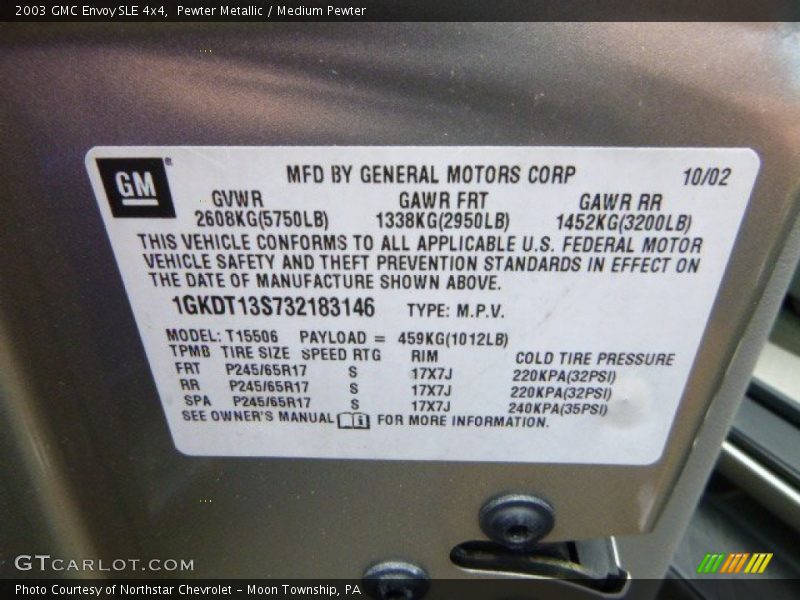 2003 GMC Envoy SLE 4x4, Pewter Metallic / Medium Pewter
GM®
MFD BY GENERAL MOTORS CORP 10/02
GVWR GAWR FRT GAWR RR
2608KG(5750LB) 1338KG(2950LB) 1452KG(3200LB)
THIS VEHICLE CONFORMS TO ALL APPLICABLE U.S. FEDERAL MOTOR
VEHICLE SAFETY AND THEFT PREVENTION STANDARDS IN EFFECT ON
THE DATE OF MANUFACTURE SHOWN ABOVE.
1GKDT13S732183146 TYPE: M.P.V.
MODEL: T15506 PAYLOAD = 459KG(1012LB)
TPMB TIRE SIZE SPEED RTG RIM COLD TIRE PRESSURE
FRT P245/65R17 S 17X7J 220KPA(32PSI)
RR P245/65R17 S 17X7J 220KPA(32PSI)
SPA P245/65R17 S 17X7J 240KPA(35PSI)
SEE OWNER'S MANUAL FOR MORE INFORMATION.
GTCARLOT.COM
Photo Courtesy of Northstar Chevrolet - Moon Township, PA